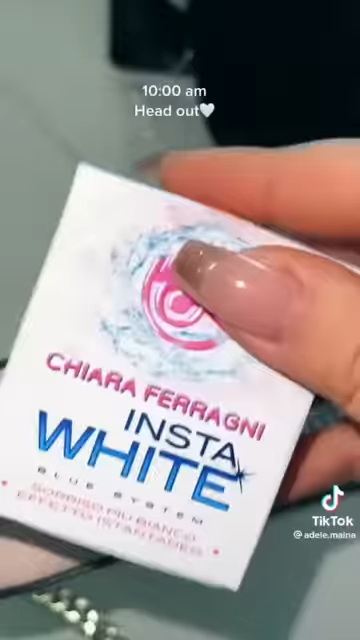 10:00 am
Head out🤍
CHIARA FERRAGNI
INSTA
WHITE
BLUE SYSTEM
SORRISO PIÙ BIANCO
EFFETTO ISTANTANEO
TikTok
@adele.maina